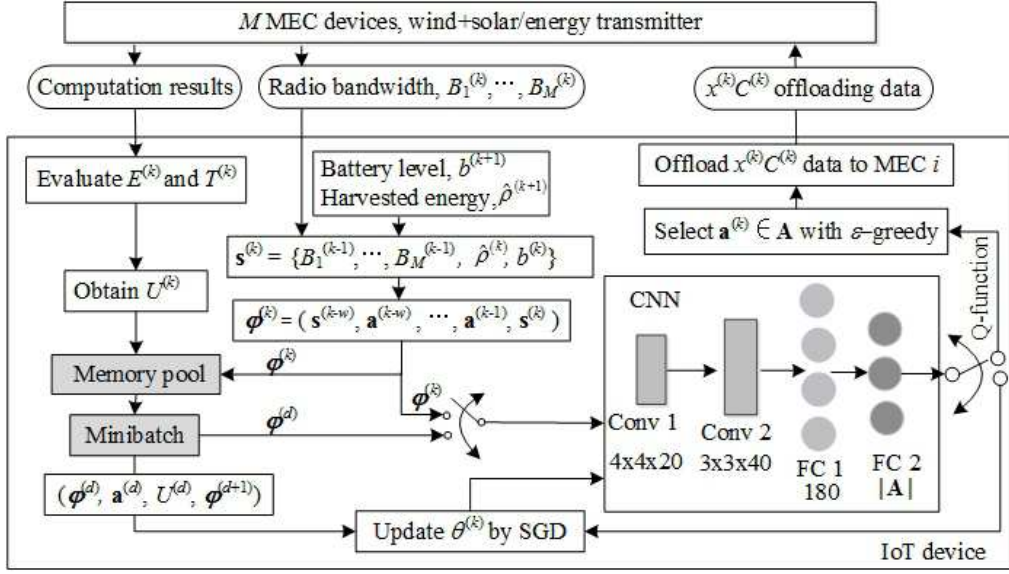 M MEC devices, wind+solar/energy transmitter
Computation results
Radio bandwidth, B₁⁽ᵏ⁾,⋯, B_M⁽ᵏ⁾
x⁽ᵏ⁾C⁽ᵏ⁾ offloading data
Evaluate E⁽ᵏ⁾ and T⁽ᵏ⁾
Battery level, b⁽ᵏ⁺¹⁾
Harvested energy, ρ̂⁽ᵏ⁺¹⁾
Offload x⁽ᵏ⁾C⁽ᵏ⁾ data to MEC i
Select a⁽ᵏ⁾ ∈ A with ε–greedy
s⁽ᵏ⁾ = {B₁⁽ᵏ⁻¹⁾,⋯, B_M⁽ᵏ⁻¹⁾, ρ̂⁽ᵏ⁾, b⁽ᵏ⁾}
Obtain U⁽ᵏ⁾
φ⁽ᵏ⁾= ( s⁽ᵏ⁻ʷ⁾, a⁽ᵏ⁻ʷ⁾, ⋯, a⁽ᵏ⁻¹⁾, s⁽ᵏ⁾ )
Memory pool
φ⁽ᵏ⁾
φ⁽ᵏ⁾
Minibatch
φ⁽ᵈ⁾
(φ⁽ᵈ⁾, a⁽ᵈ⁾, U⁽ᵈ⁾, φ⁽ᵈ⁺¹⁾)
Update θ⁽ᵏ⁾ by SGD
CNN
Conv 1
4x4x20
Conv 2
3x3x40
FC 1
180
FC 2
|A|
Q-function
IoT device